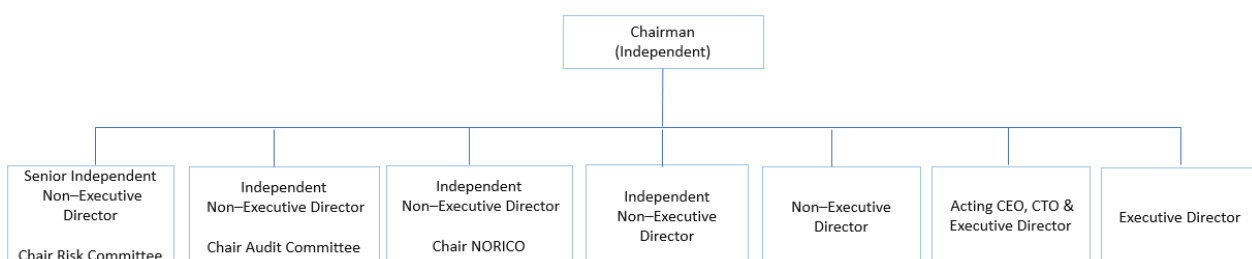 Chairman
(Independent)
Senior Independent
Non–Executive
Director
Chair Risk Committee
Independent
Non–Executive Director
Chair Audit Committee
Independent
Non–Executive Director
Chair NORICO
Independent
Non–Executive
Director
Non–Executive
Director
Acting CEO, CTO &
Executive Director
Executive Director